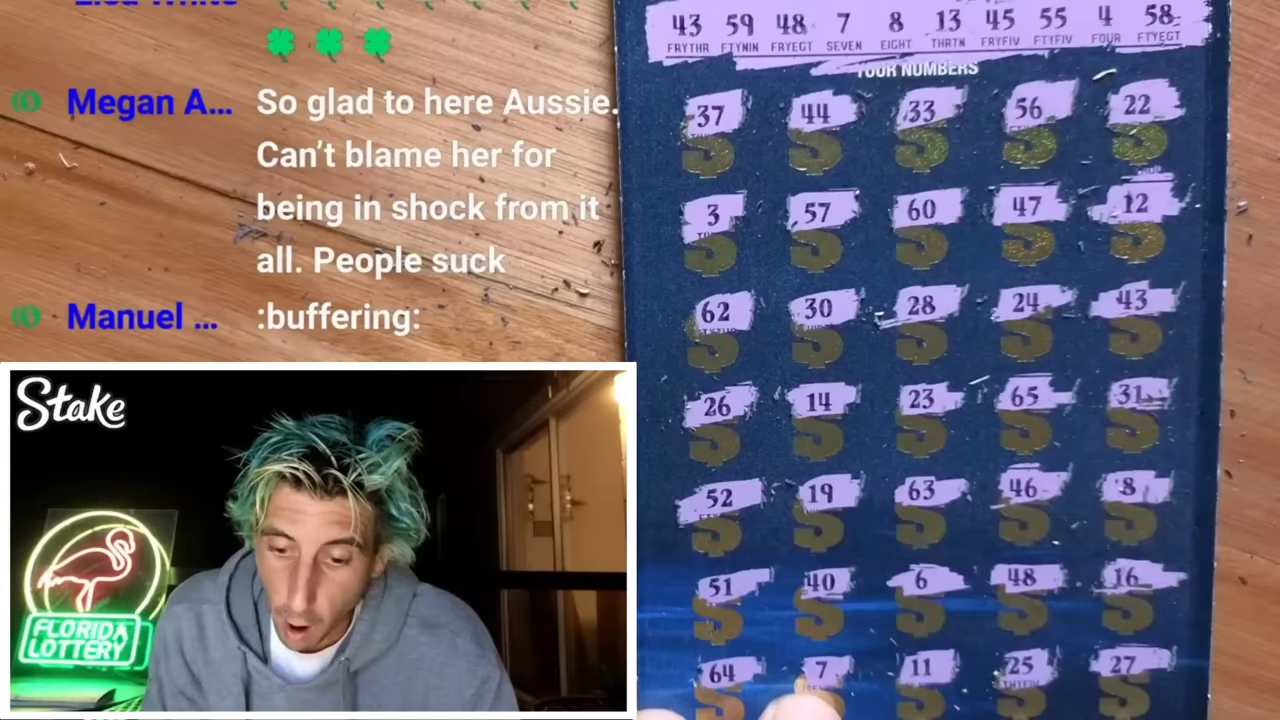 So glad to here Aussie.
Megan A...
Can't blame her for
being in shock from it
all. People suck
Manuel ...
:buffering:
Stake
FLORIDA
LOTTERY
43 59 48 7 8 13 45 55 4 58
FRYTHR FTYNIN FRYEGT SEVEN EIGHT THRTN FRYFIV FTYFIV FOUR FTYEGT
YOUR NUMBERS
37 44 33 56 22
3 57 60 47 12
62 30 28 24 43
26 14 23 65 31
52 19 63 46 8
51 40 6 48 16
64 7 11 25 27